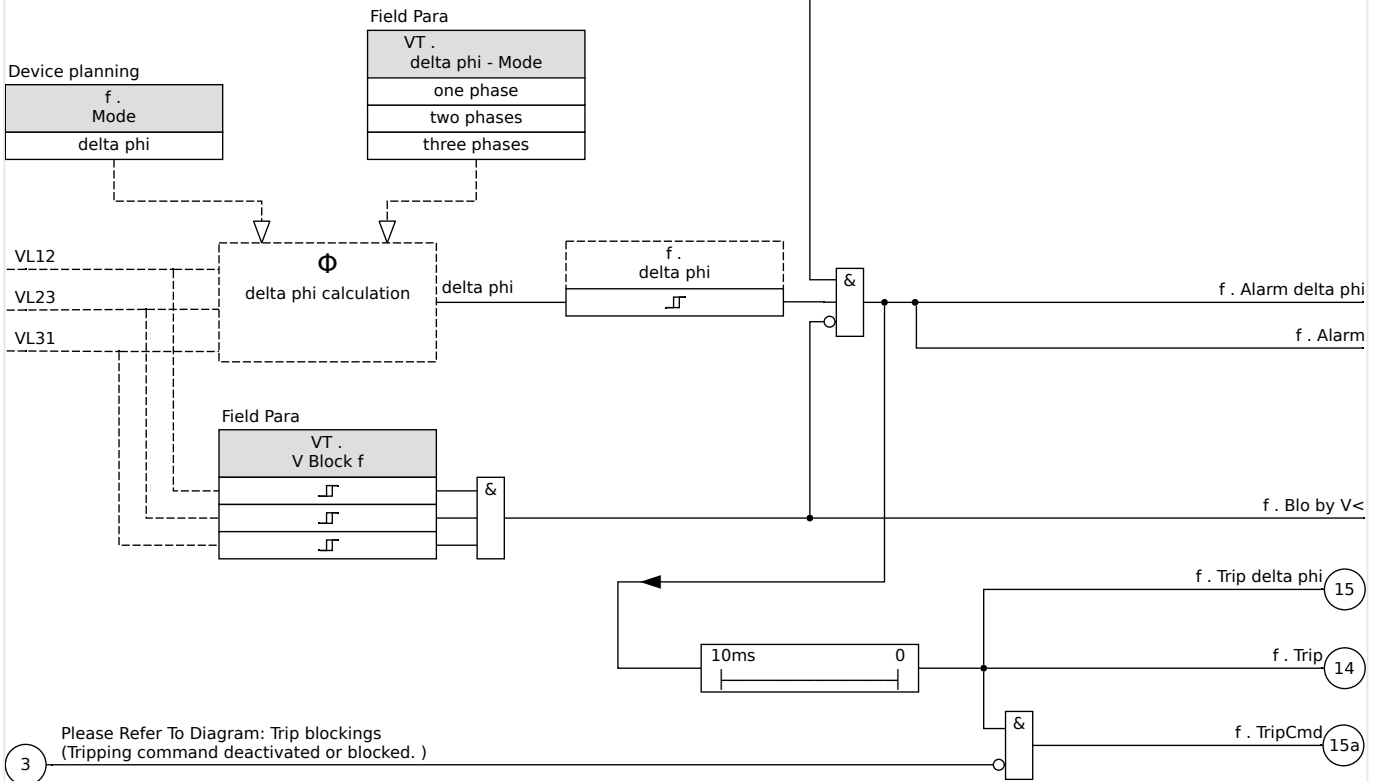 Field Para
VT .
delta phi - Mode
one phase
two phases
three phases
Device planning
f .
Mode
delta phi
VL12
VL23
VL31
Φ
delta phi calculation
delta phi
f .
delta phi
&
f . Alarm delta phi
f . Alarm
Field Para
VT .
V Block f
&
f . Blo by V<
f . Trip delta phi
15
10ms 0
f . Trip
14
&
f . TripCmd
15a
Please Refer To Diagram: Trip blockings
(Tripping command deactivated or blocked. )
3